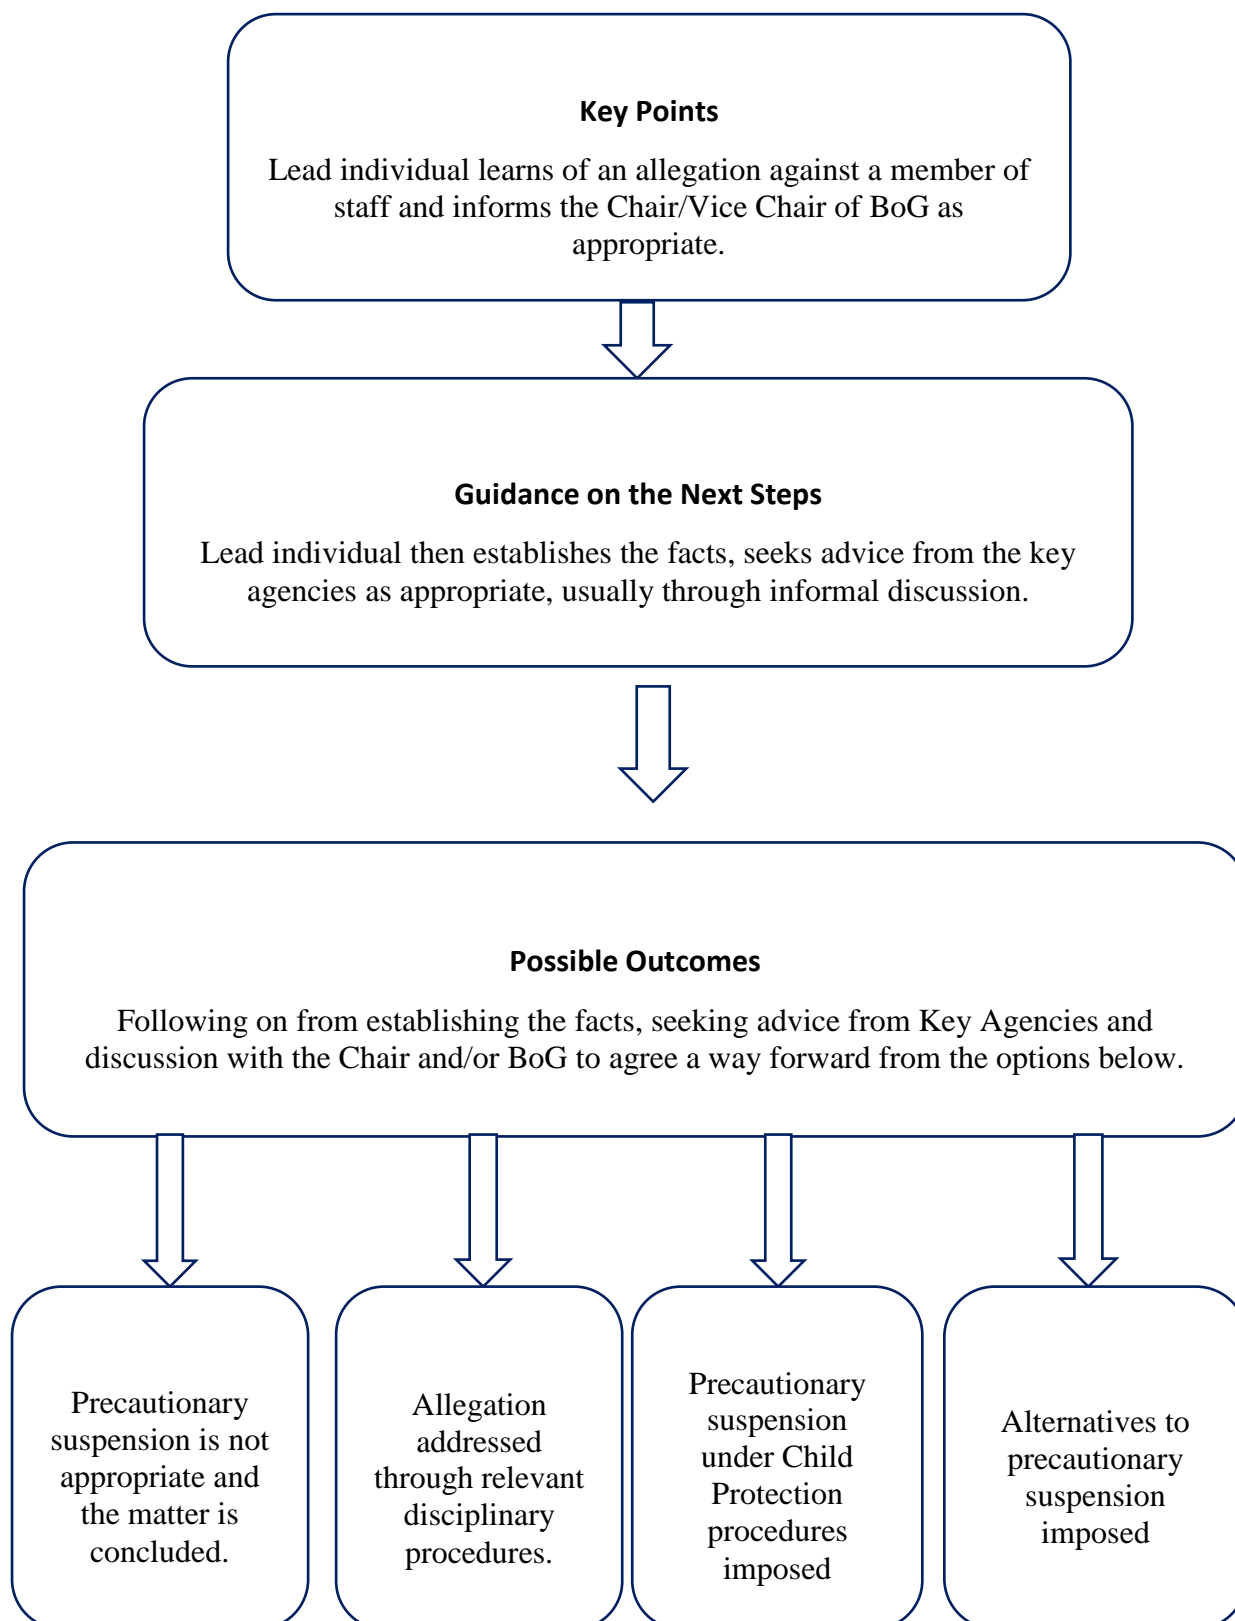 Key Points
Lead individual learns of an allegation against a member of
staff and informs the Chair/Vice Chair of BoG as
appropriate.
Guidance on the Next Steps
Lead individual then establishes the facts, seeks advice from the key
agencies as appropriate, usually through informal discussion.
Possible Outcomes
Following on from establishing the facts, seeking advice from Key Agencies and
discussion with the Chair and/or BoG to agree a way forward from the options below.
Precautionary
suspension is not
appropriate and
the matter is
concluded.
Allegation
addressed
through relevant
disciplinary
procedures.
Precautionary
suspension
under Child
Protection
procedures
imposed
Alternatives to
precautionary
suspension
imposed